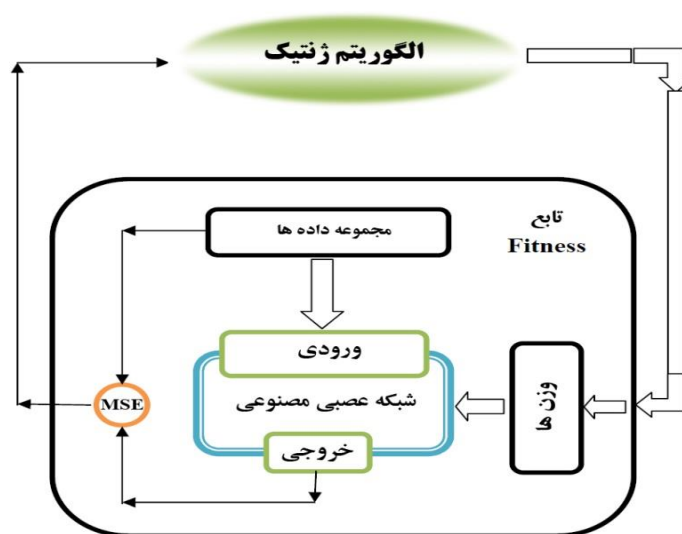 الگوریتم ژنتیک
تابع
Fitness
مجموعه داده ها
ورودی
شبکه عصبی مصنوعی
خروجی
وزن ها
MSE